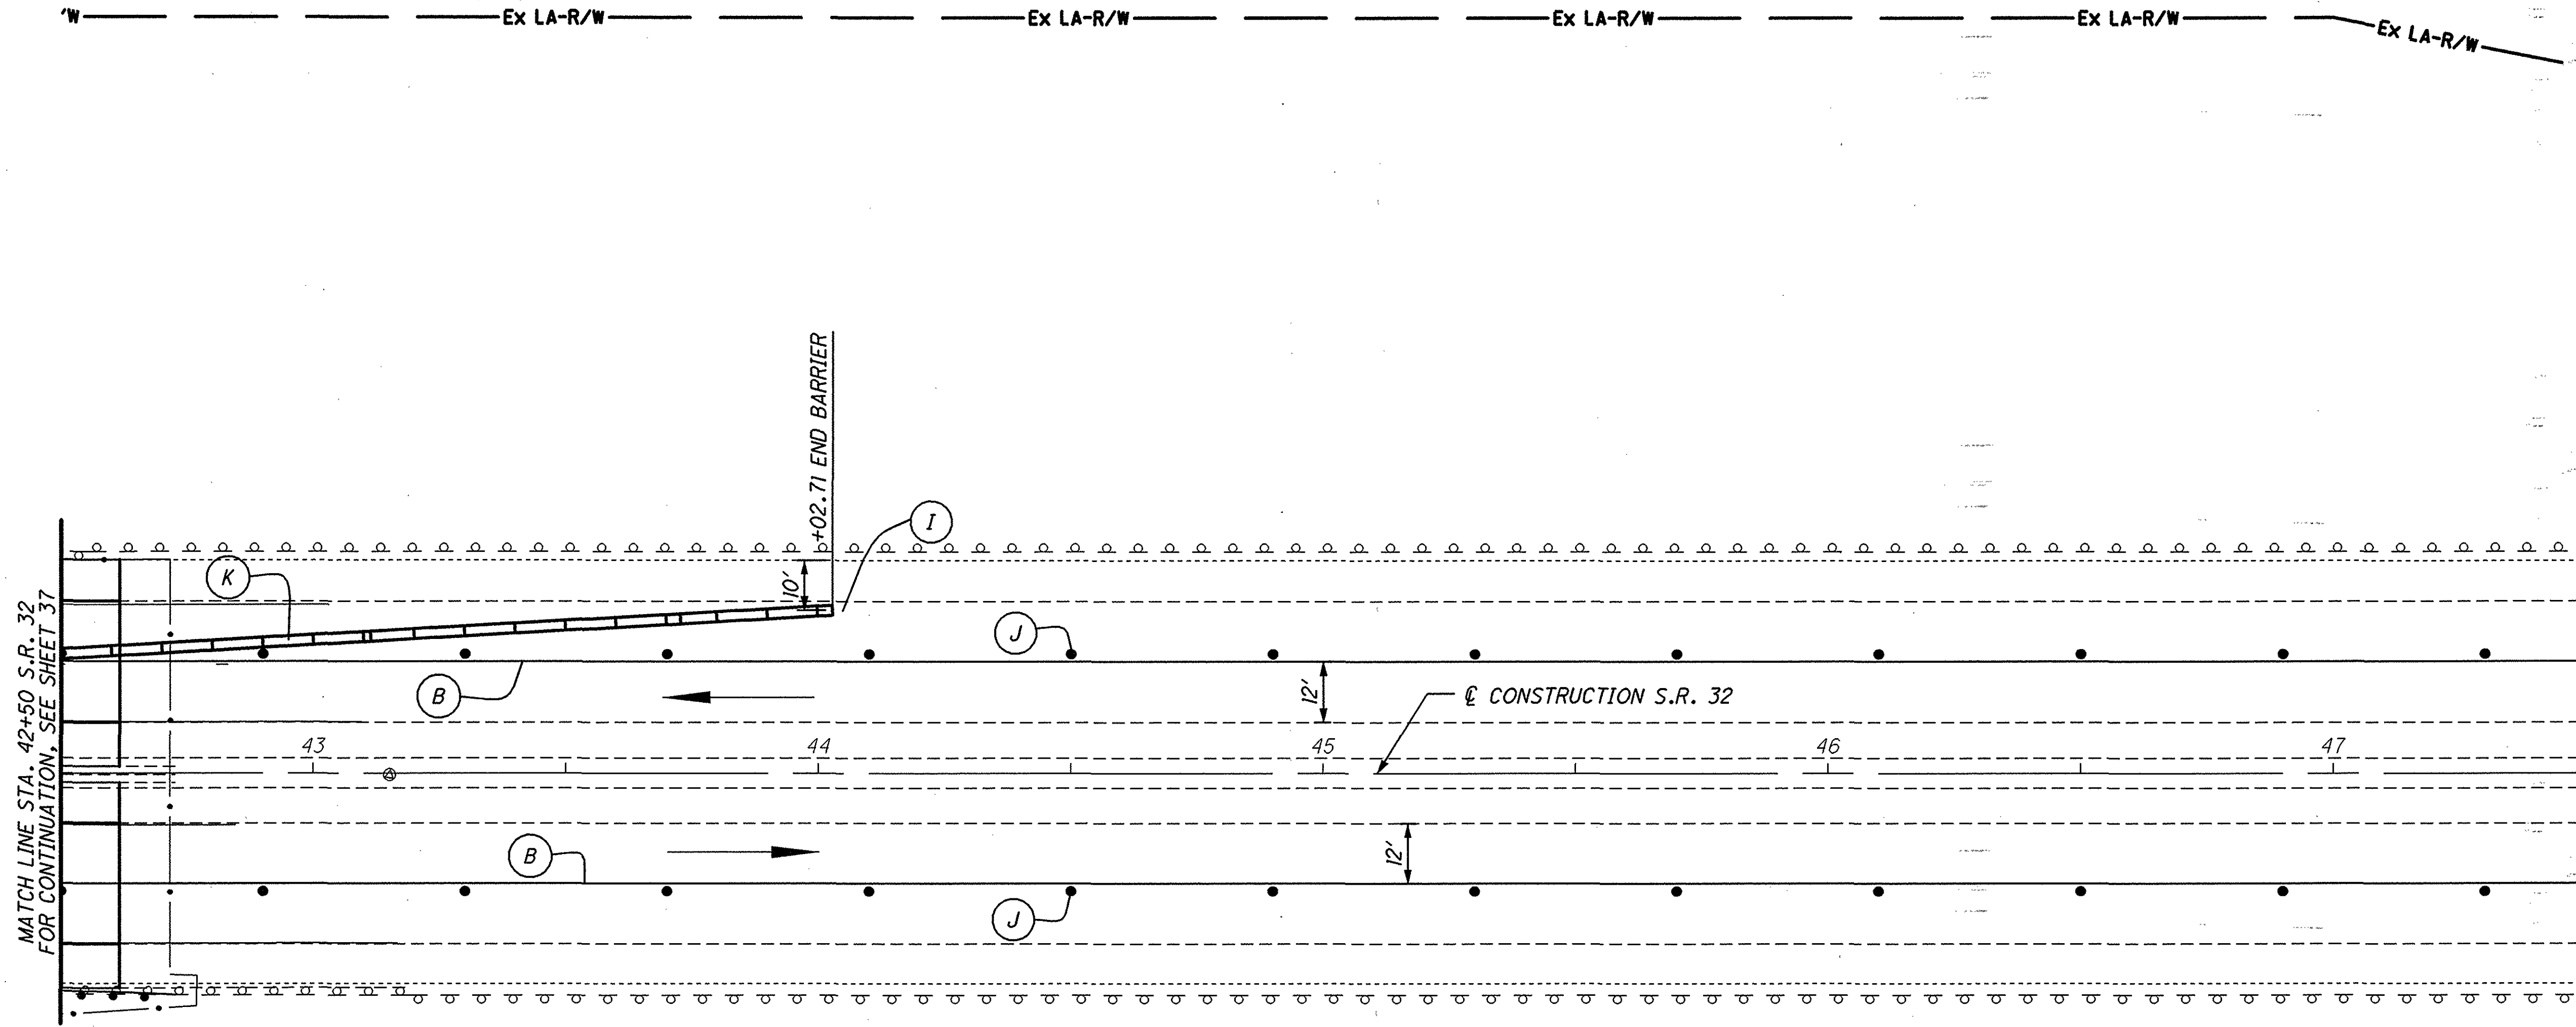 'W
Ex LA-R/W
Ex LA-R/W
Ex LA-R/W
Ex LA-R/W
Ex LA-R/W
+02.71 END BARRIER
I
K
10'
J
B
12'
℄ CONSTRUCTION S.R. 32
43
44
45
46
47
B
12'
J
MATCH LINE STA. 42+50 S.R. 32
FOR CONTINUATION, SEE SHEET 37